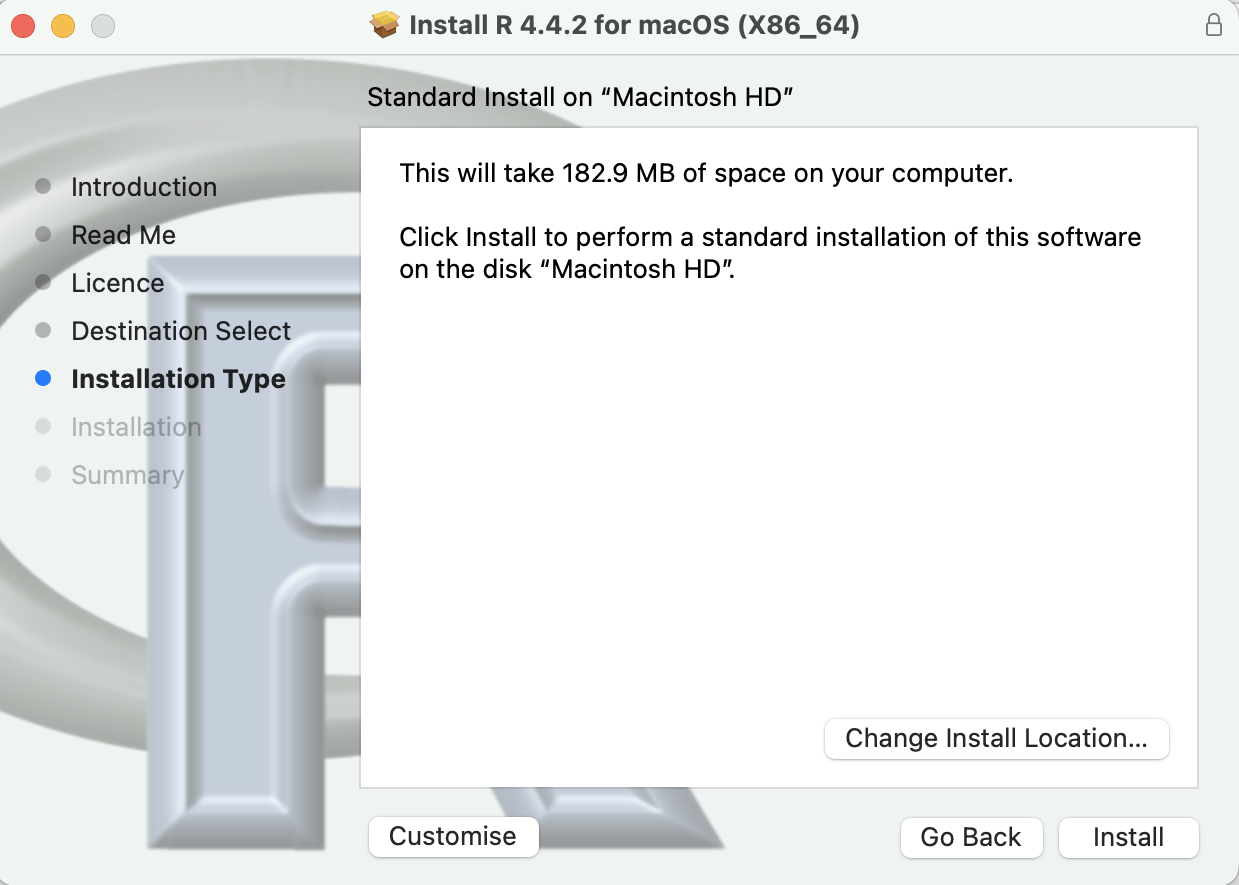 Install R 4.4.2 for macOS (X86_64)
Standard Install on “Macintosh HD”
Introduction
Read Me
Licence
Destination Select
Installation Type
Installation
Summary
This will take 182.9 MB of space on your computer.
Click Install to perform a standard installation of this software
on the disk “Macintosh HD”.
Change Install Location...
Customise
Go Back
Install
R